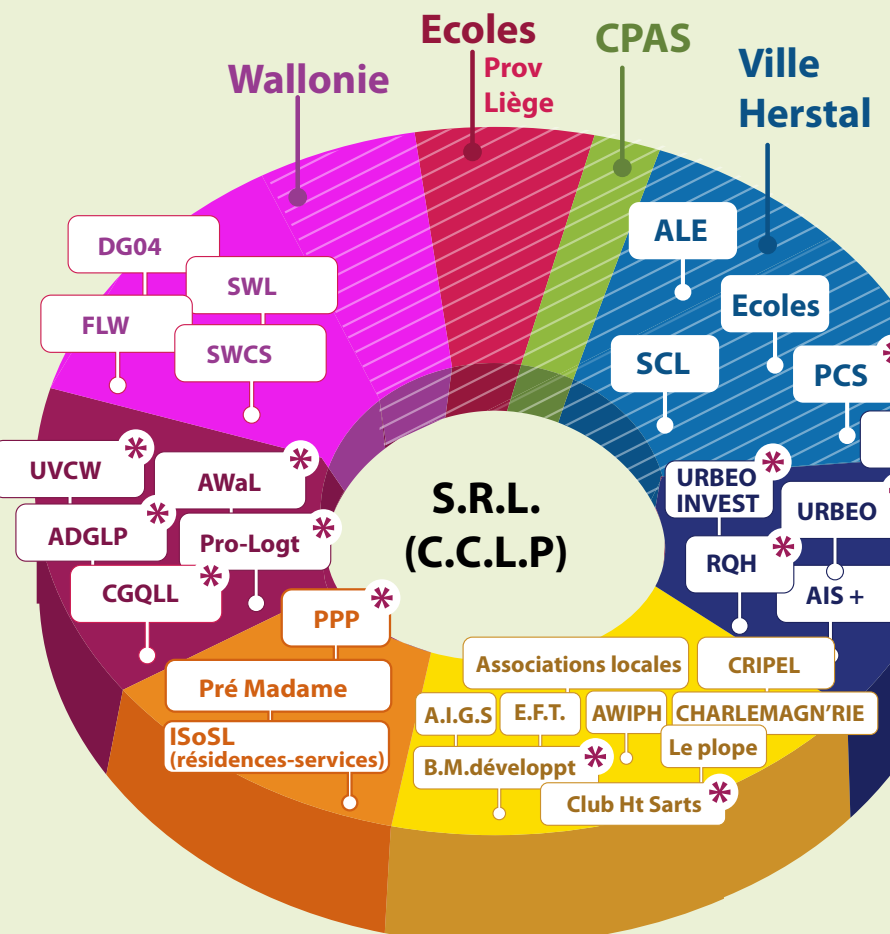 Wallonie
Ecoles
Prov
Liège
CPAS
Ville
Herstal
DG04
SWL
FLW
SWCS
ALE
Ecoles
SCL
PCS *
UVCW *
AWaL *
ADGLP *
Pro-Logt *
CGQLL *
S.R.L.
(C.C.L.P)
URBEO
INVEST *
URBEO
RQH *
AIS +
PPP *
Pré Madame
ISoSL
(résidences-services)
Associations locales
CRIPEL
A.I.G.S
E.F.T.
AWIPH
CHARLEMAGN'RIE
Le plope
B.M.développt *
Club Ht Sarts *